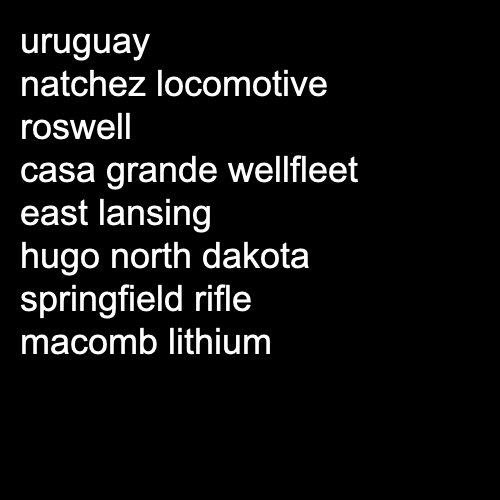 uruguay
natchez locomotive
roswell
casa grande wellfleet
east lansing
hugo north dakota
springfield rifle
macomb lithium